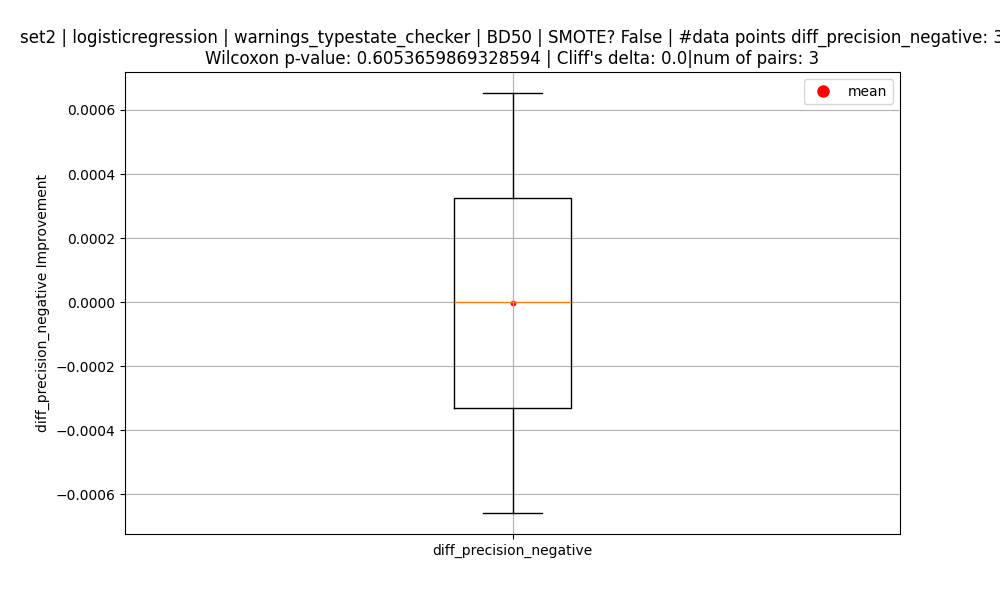 set2 | logisticregression | warnings_typestate_checker | BD50 | SMOTE? False | #data points diff_precision_negative: 3
Wilcoxon p-value: 0.6053659869328594 | Cliff's delta: 0.0|num of pairs: 3
mean
0.0006
0.0004
0.0002
0.0000
−0.0002
−0.0004
−0.0006
diff_precision_negative Improvement
diff_precision_negative